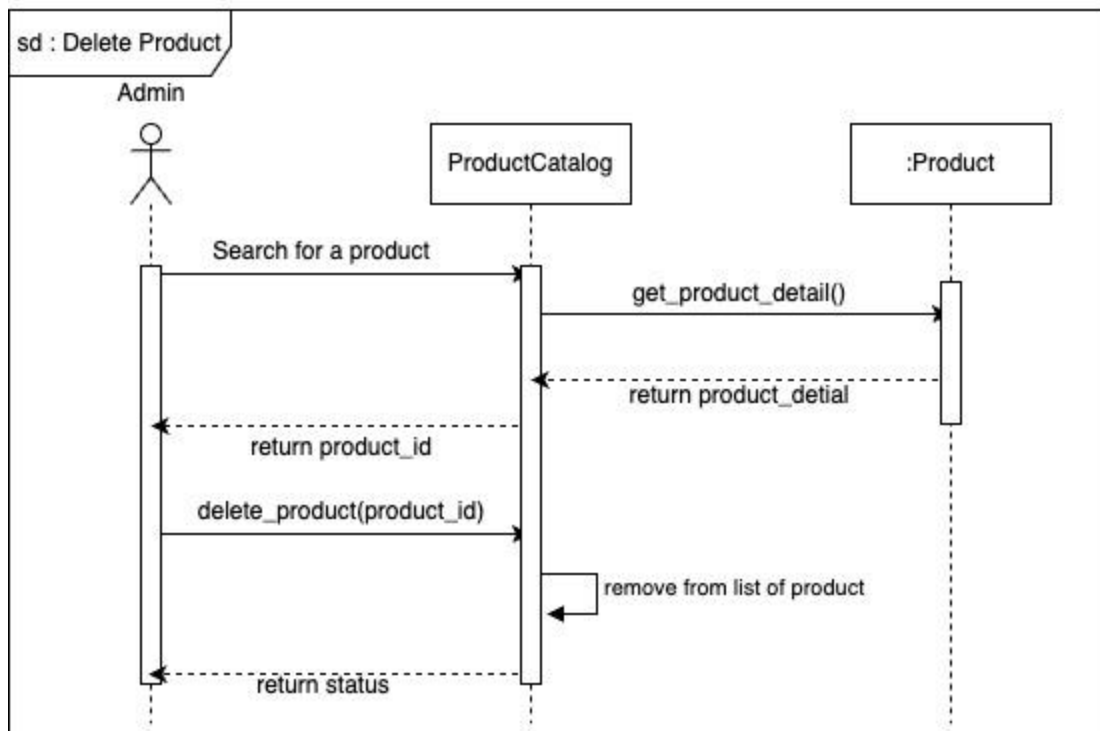 sd : Delete Product
Admin
ProductCatalog
:Product
Search for a product
get_product_detail()
return product_detial
return product_id
delete_product(product_id)
remove from list of product
return status